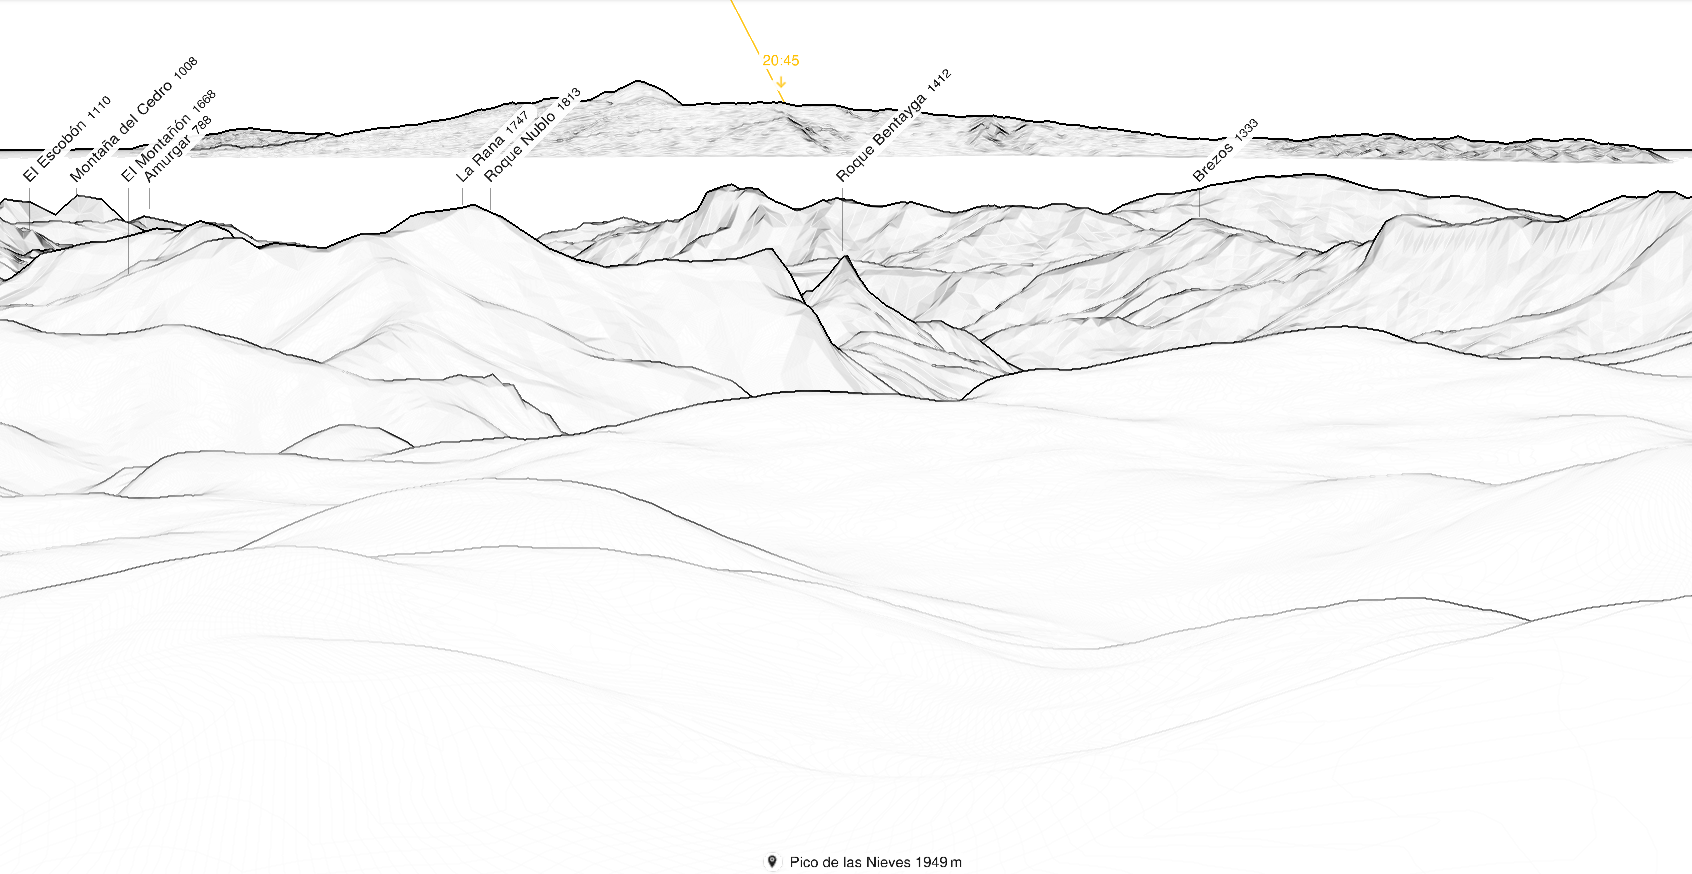 20:45
El Escobón 1110
Montaña del Cedro 1008
El Montañón 1668
Amurgar 788
La Rana 1747
Roque Nublo 1813
Roque Bentayga 1412
Brezos 1333
Pico de las Nieves 1949 m